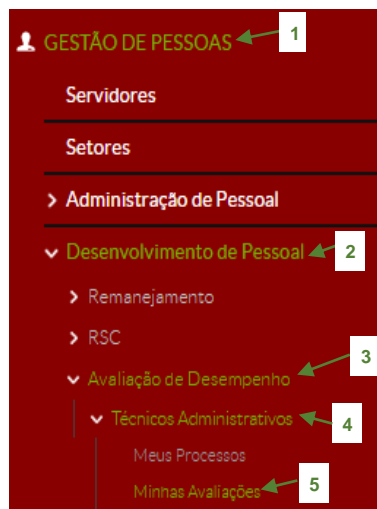 GESTÃO DE PESSOAS 1
Servidores
Setores
Administração de Pessoal
Desenvolvimento de Pessoal 2
Remanejamento
RSC
3
Avaliação de Desempenho
Técnicos Administrativos 4
Meus Processos
Minhas Avaliações 5